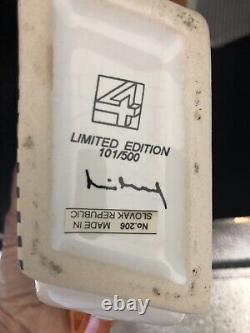 LIMITED EDITION
101/500
No.206 MADE IN
SLOVAK REPUBLIC